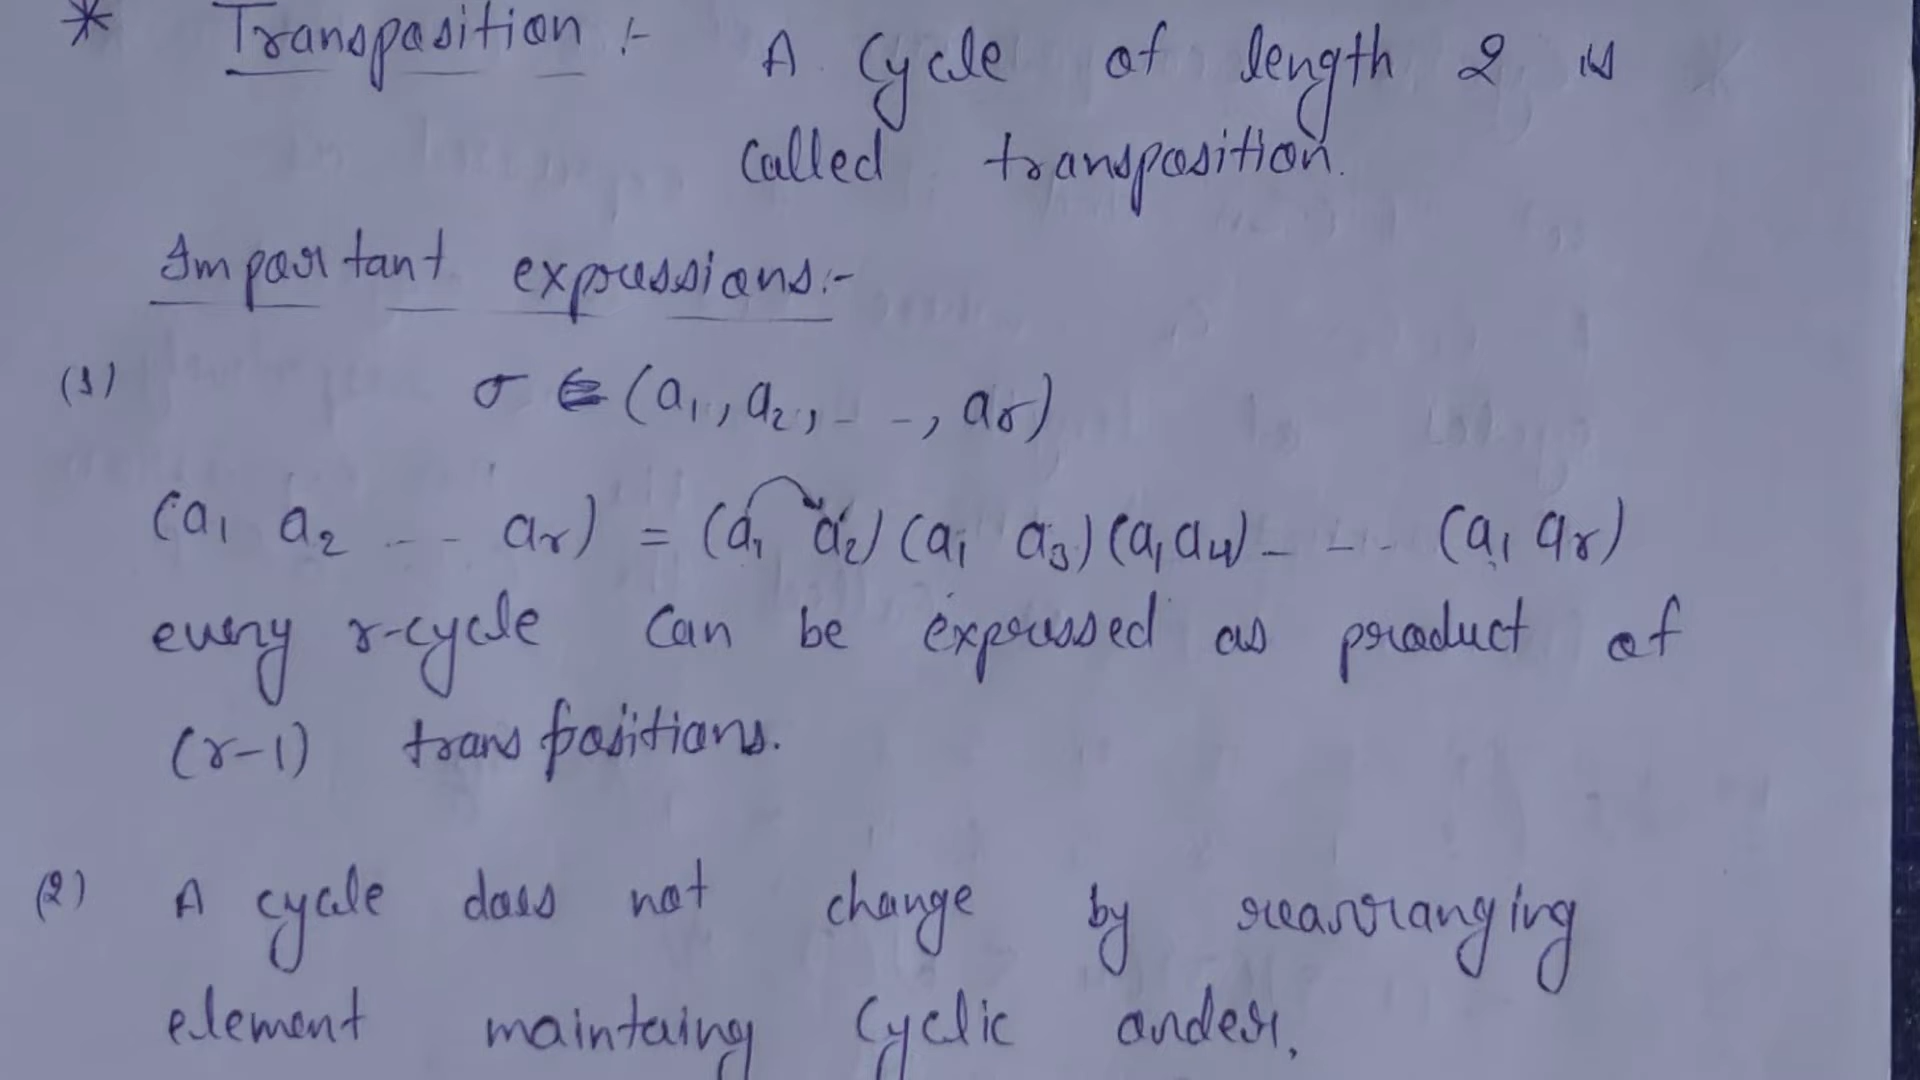 * Transposition :- A cycle of length 2 is
called transposition.
Important expressions:-
(1) σ ∈ (a₁, a₂, - - -, aᵣ)
(a₁ a₂ - - - aᵣ) = (a₁ a₂) (a₁ a₃) (a₁ a₄) - - - (a₁ aᵣ)
every r-cycle can be expressed as product of
(r-1) transpositions.
(2) A cycle does not change by rearranging
element maintaing cyclic order.